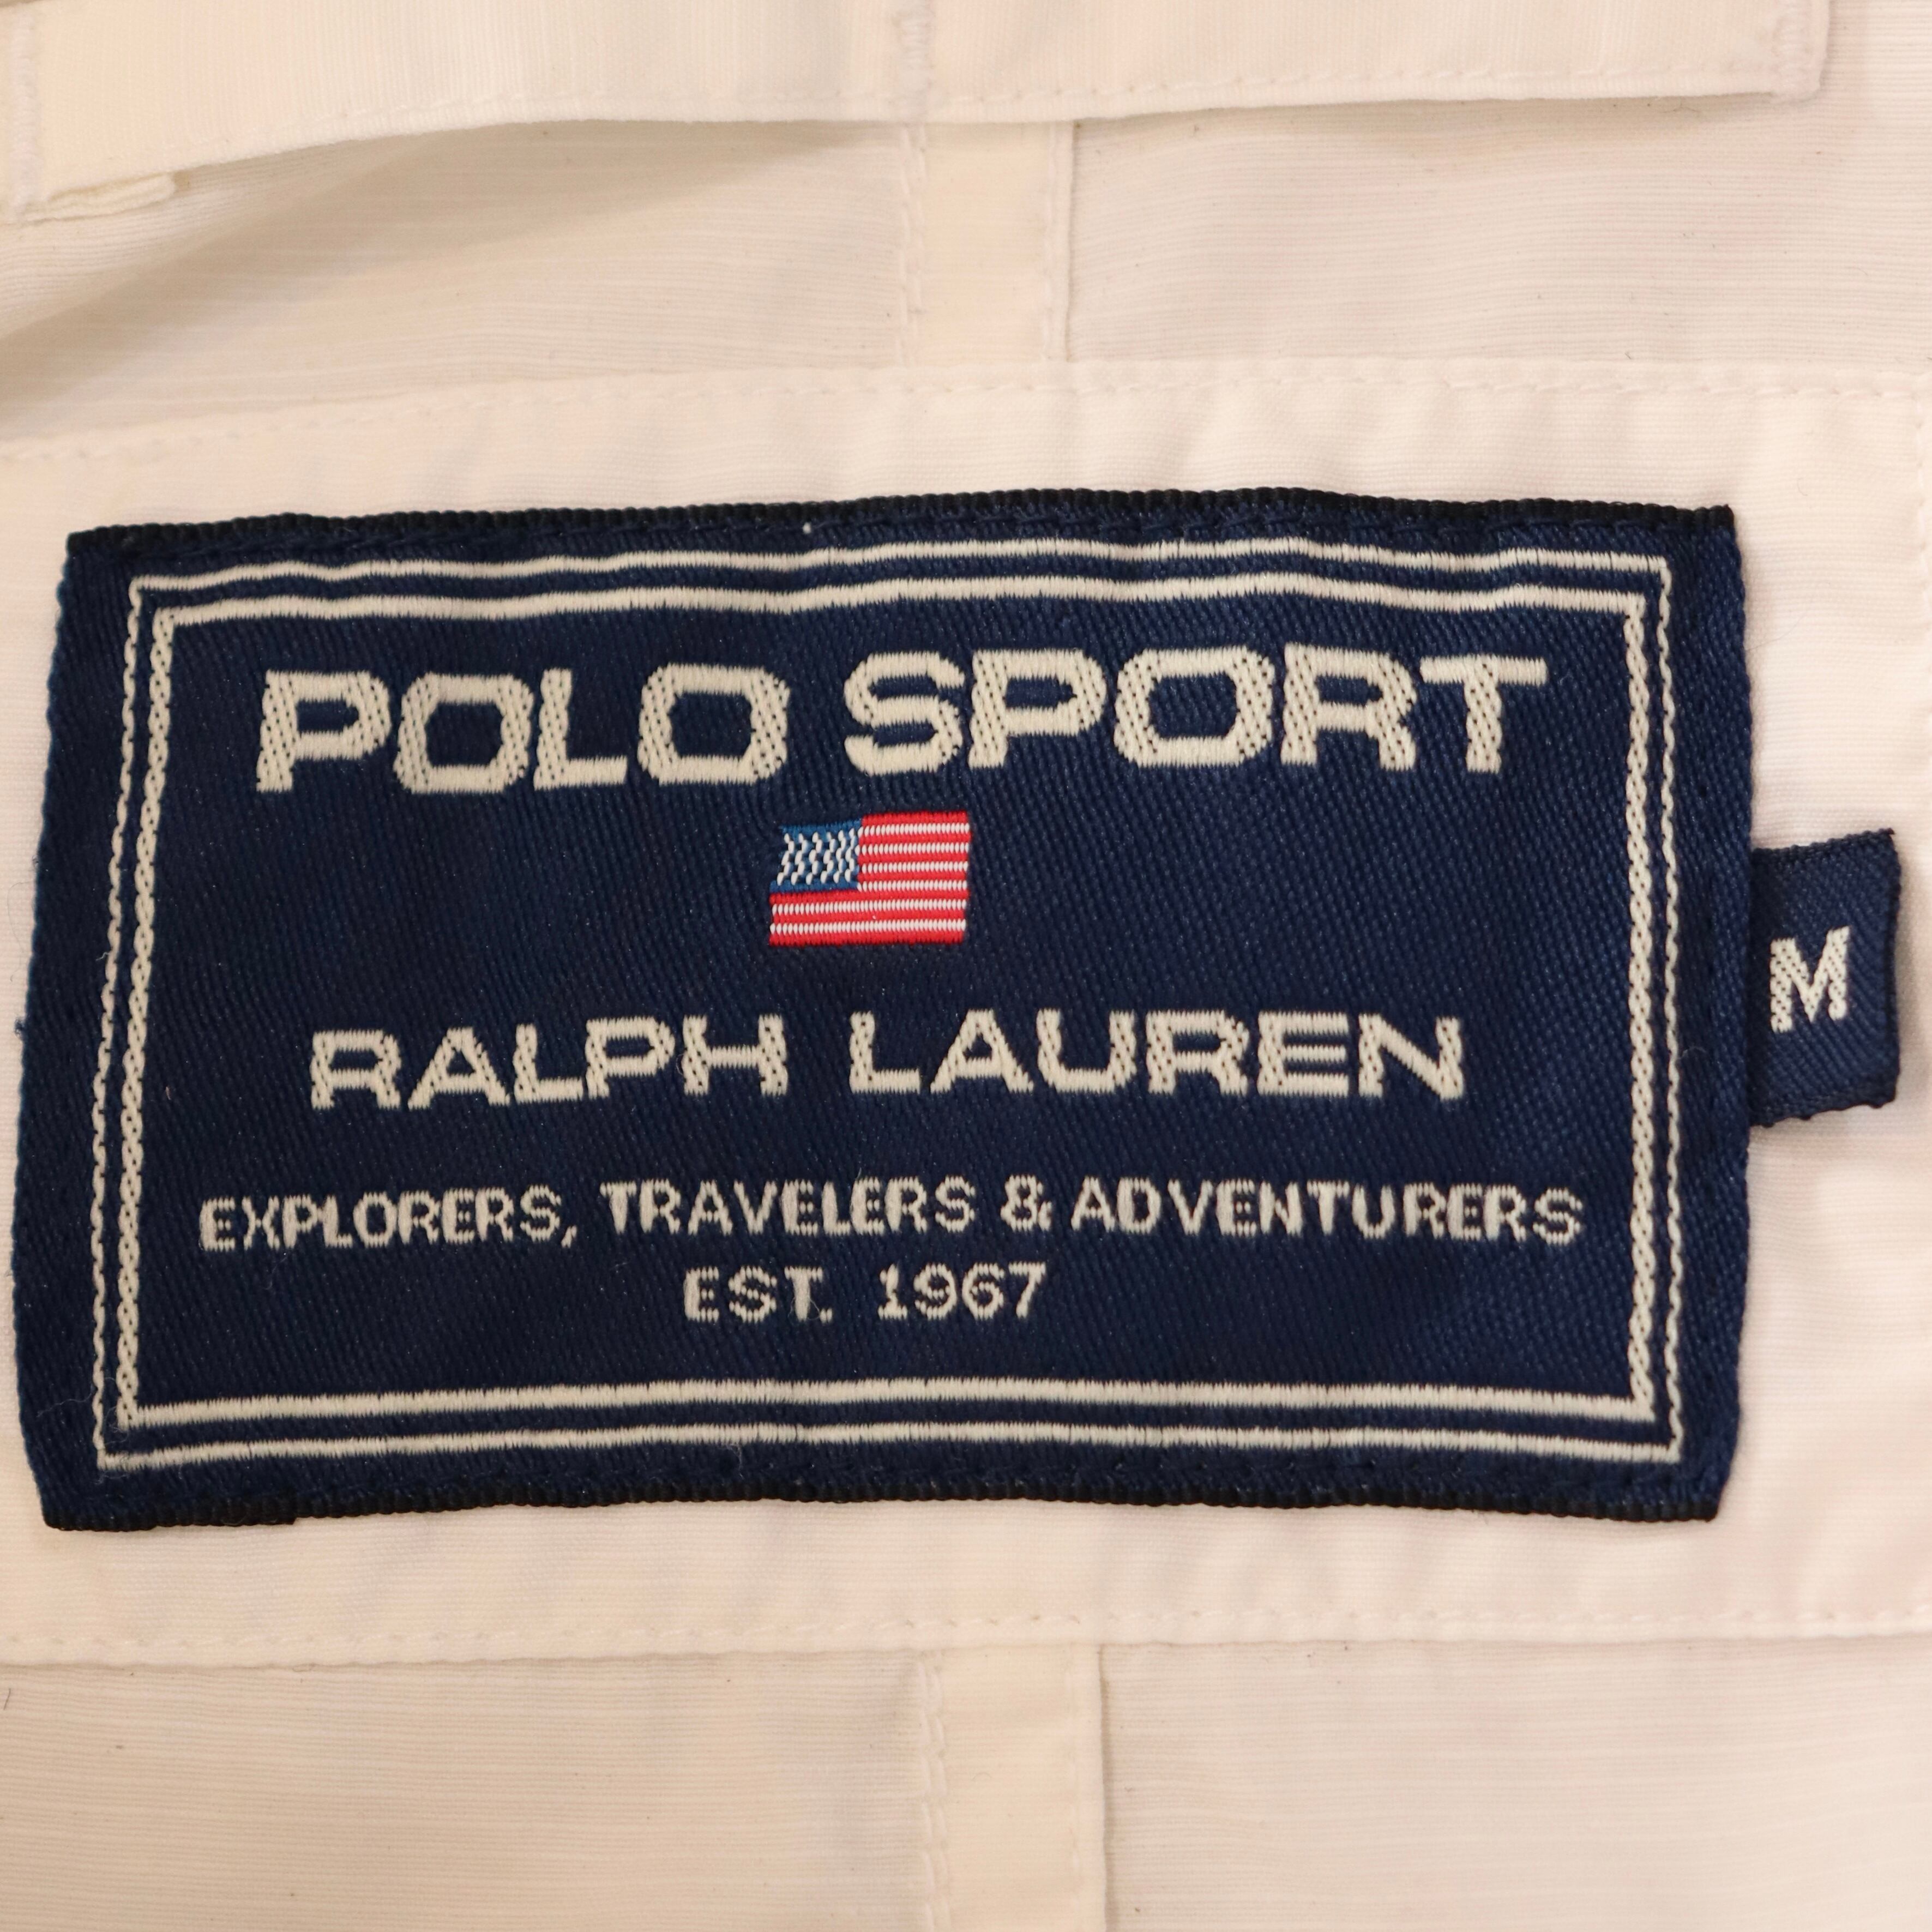 POLO SPORT
RALPH LAUREN
M
EXPLORERS, TRAVELERS & ADVENTURERS
EST. 1967